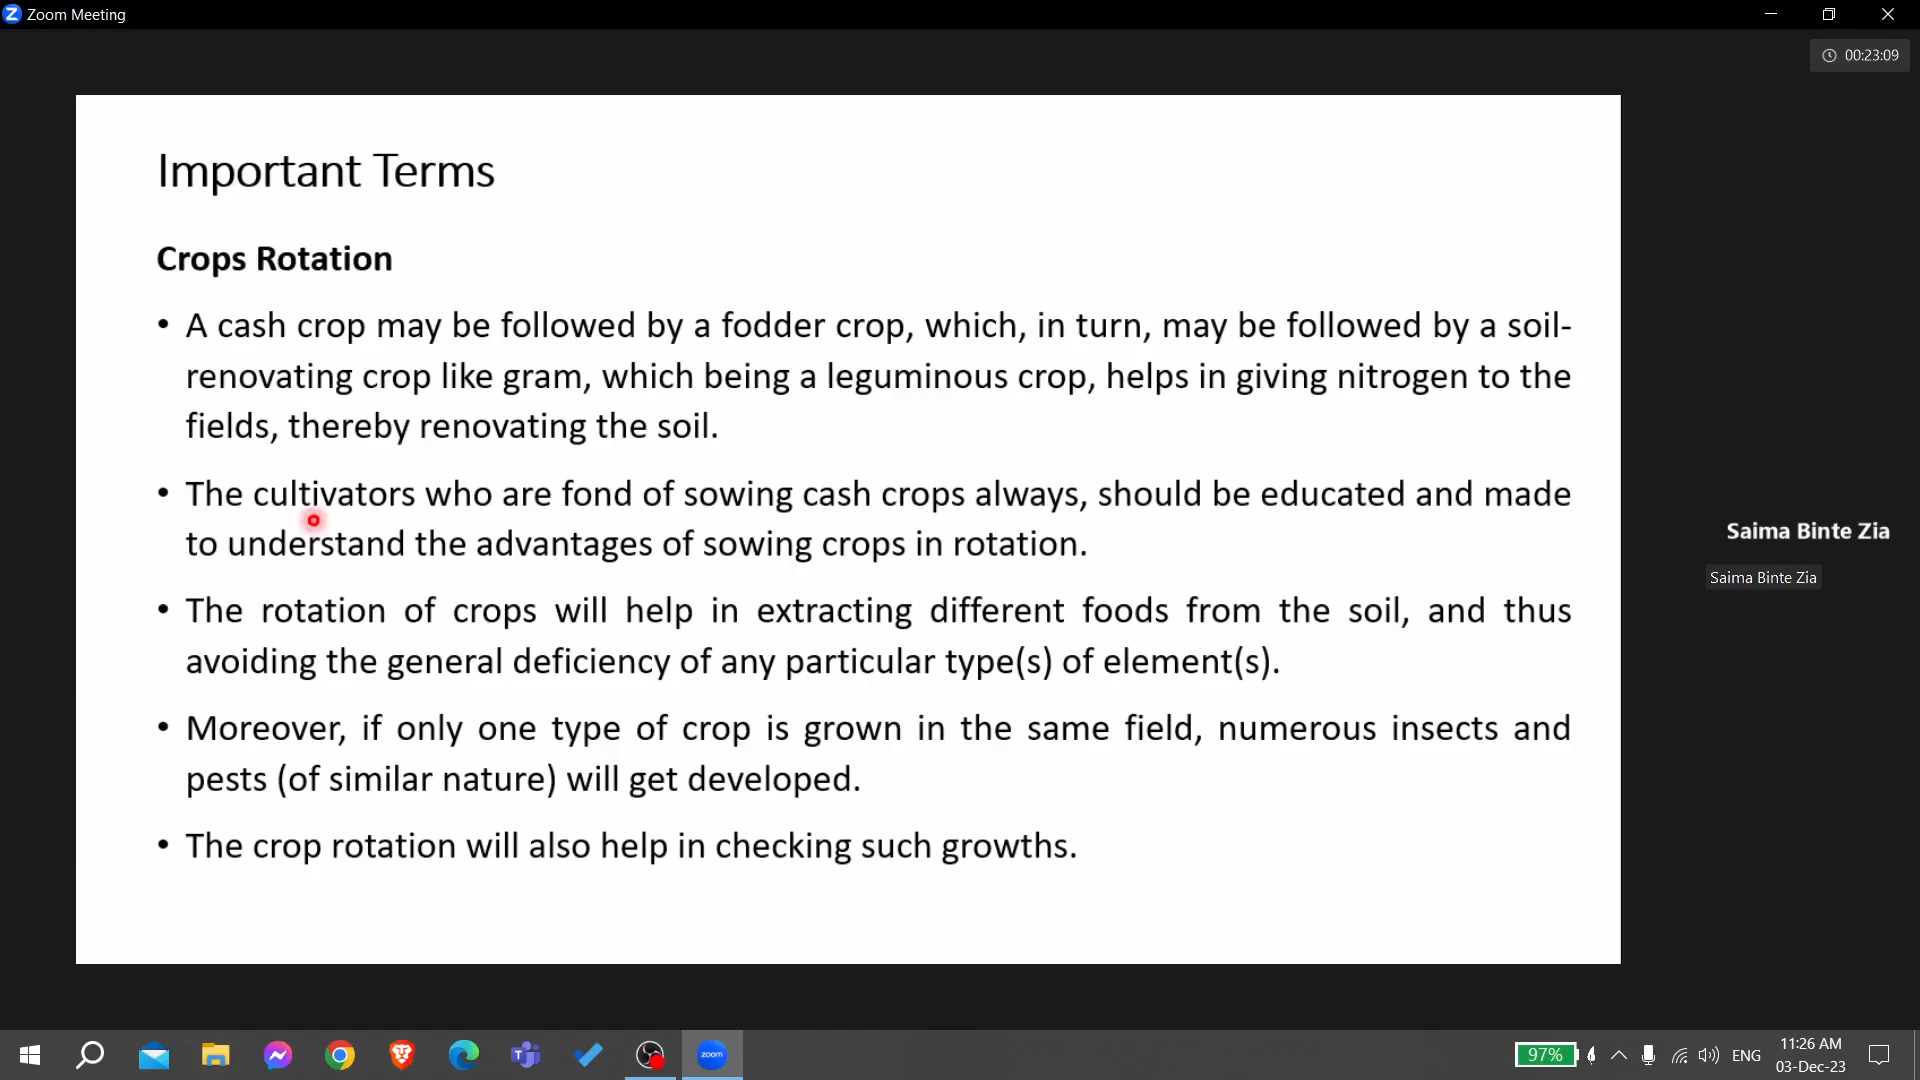 Zoom Meeting
00:23:09
Important Terms
Crops Rotation
• A cash crop may be followed by a fodder crop, which, in turn, may be followed by a soil-
renovating crop like gram, which being a leguminous crop, helps in giving nitrogen to the
fields, thereby renovating the soil.
• The cultivators who are fond of sowing cash crops always, should be educated and made
to understand the advantages of sowing crops in rotation.
• The rotation of crops will help in extracting different foods from the soil, and thus
avoiding the general deficiency of any particular type(s) of element(s).
• Moreover, if only one type of crop is grown in the same field, numerous insects and
pests (of similar nature) will get developed.
• The crop rotation will also help in checking such growths.
Saima Binte Zia
Saima Binte Zia
zoom
97%
ENG
11:26 AM
03-Dec-23